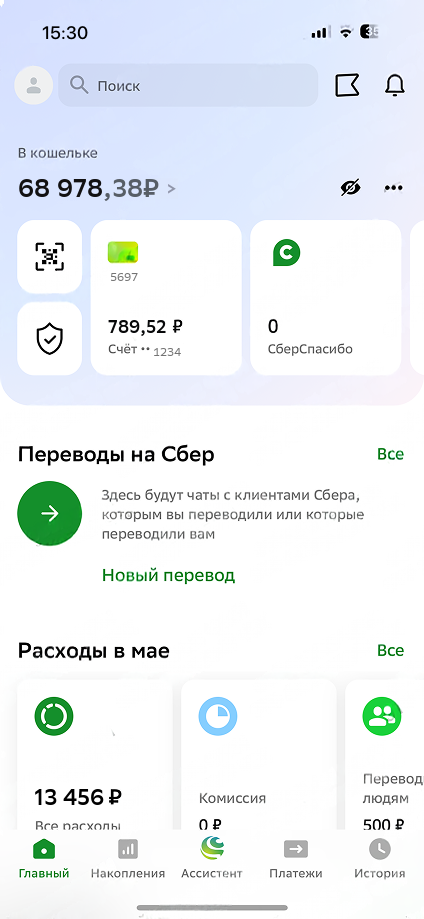 15:30
Поиск
В кошельке
68 978,38₽ >
5697
789,52 ₽
Счёт •• 1234
0
СберСпасибо
Переводы на Сбер
Все
Здесь будут чаты с клиентами Сбера,
которым вы переводили или которые
переводили вам
Новый перевод
Расходы в мае
Все
13 456 ₽
Все расходы
Комиссия
0 ₽
Перевод
людям
500 ₽
Главный
Накопления
Ассистент
Платежи
История